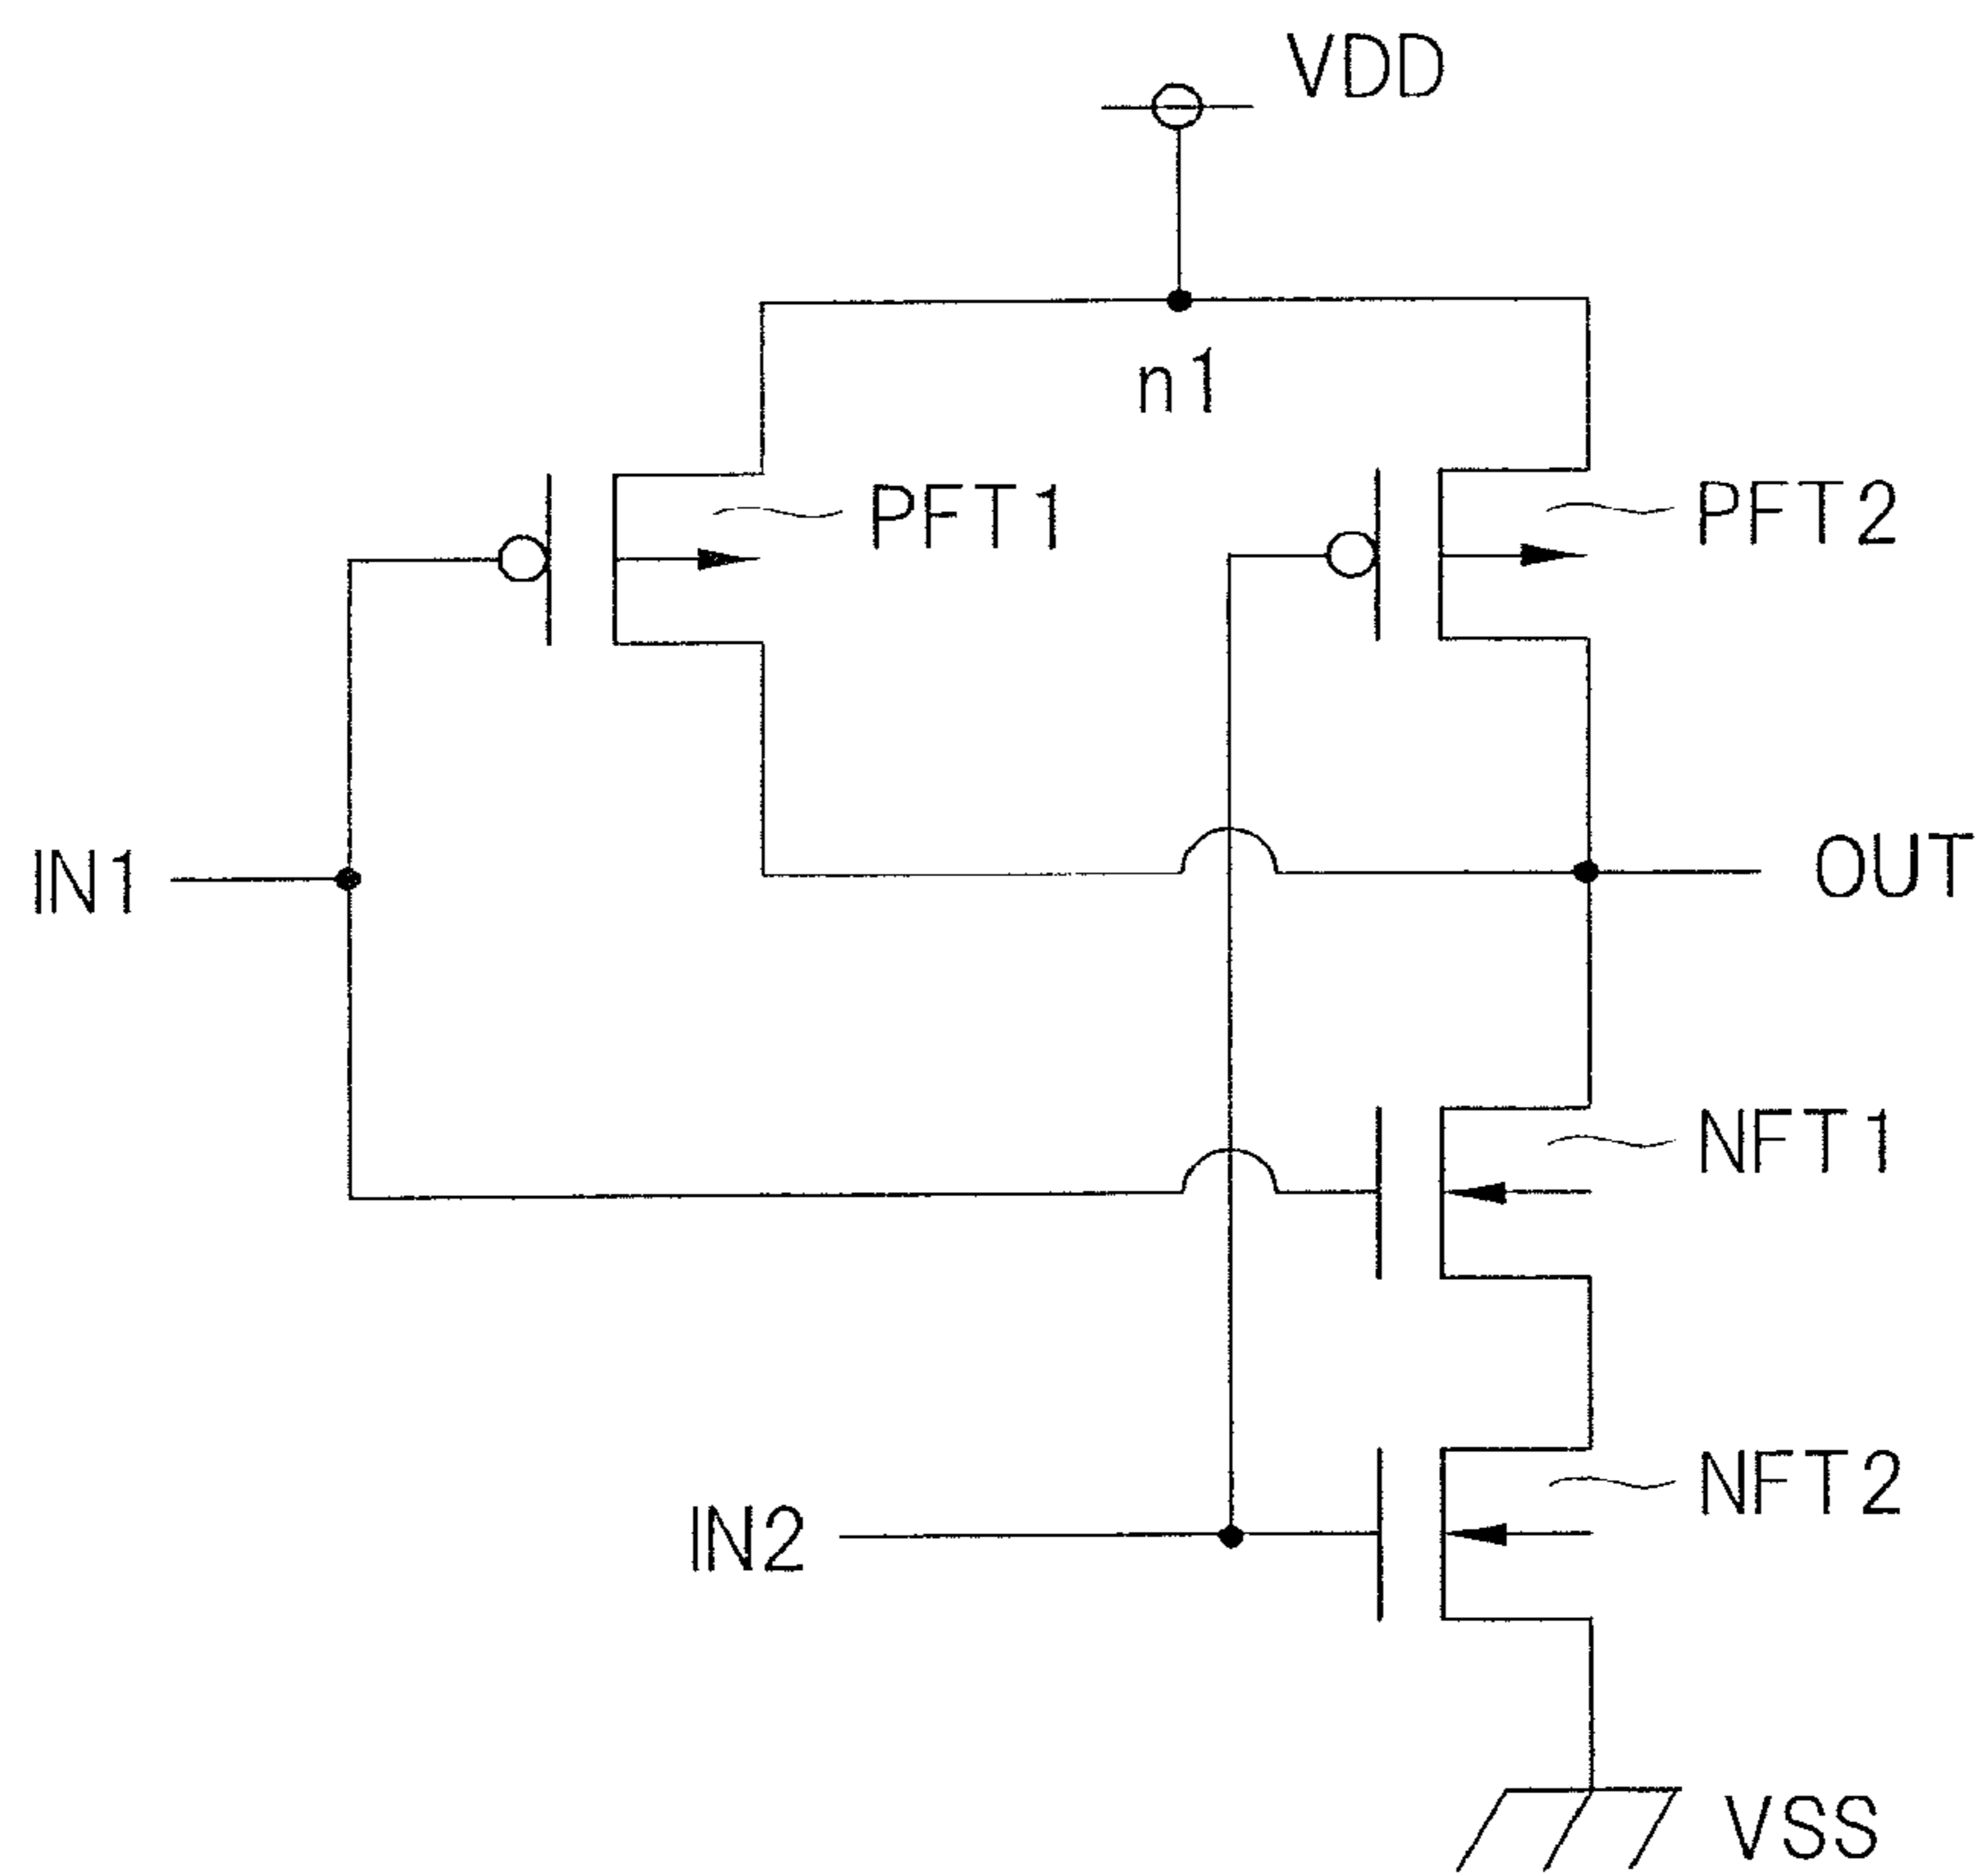 VDD
n1
PFT1
PFT2
IN1
OUT
NFT1
NFT2
IN2
VSS